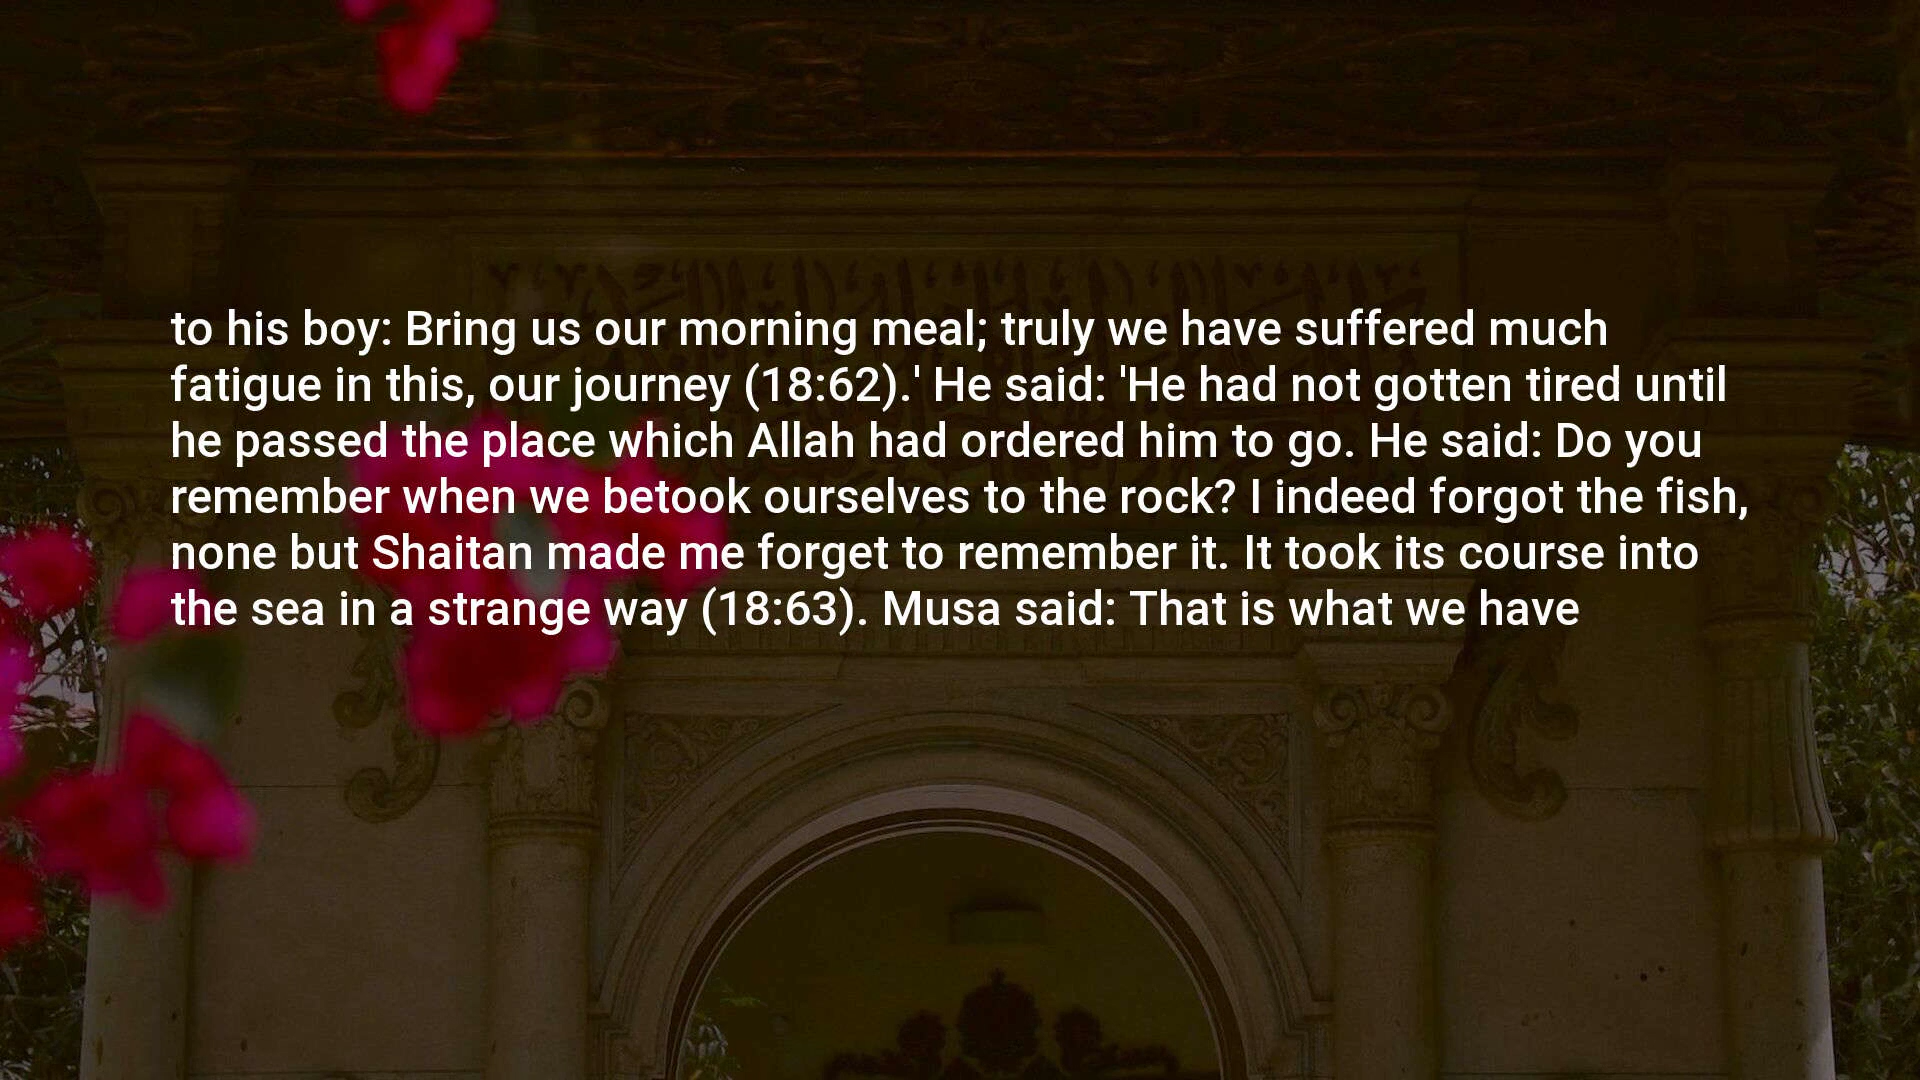 to his boy: Bring us our morning meal; truly we have suffered much
fatigue in this, our journey (18:62).' He said: 'He had not gotten tired until
he passed the place which Allah had ordered him to go. He said: Do you
remember when we betook ourselves to the rock? I indeed forgot the fish,
none but Shaitan made me forget to remember it. It took its course into
the sea in a strange way (18:63). Musa said: That is what we have